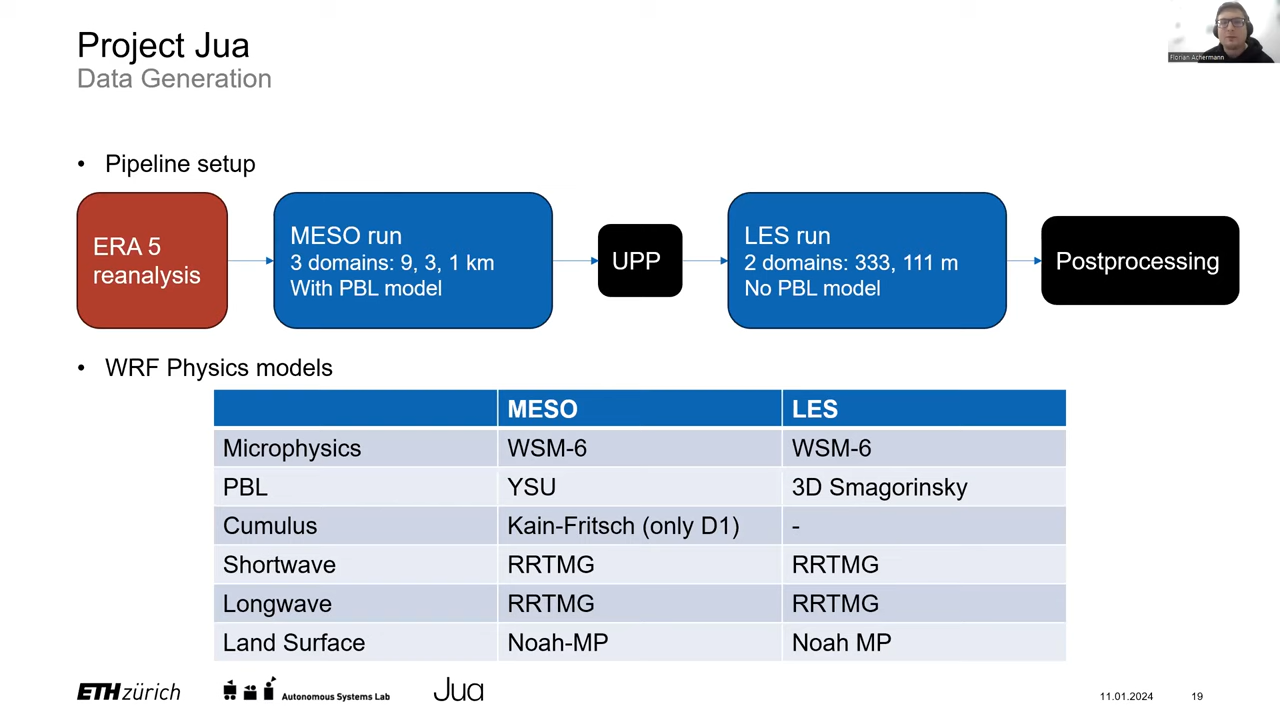 Project Jua
Data Generation
Florian Achermann
• Pipeline setup
ERA 5
reanalysis
MESO run
3 domains: 9, 3, 1 km
With PBL model
UPP
LES run
2 domains: 333, 111 m
No PBL model
Postprocessing
• WRF Physics models
MESO LES
Microphysics WSM-6 WSM-6
PBL YSU 3D Smagorinsky
Cumulus Kain-Fritsch (only D1) -
Shortwave RRTMG RRTMG
Longwave RRTMG RRTMG
Land Surface Noah-MP Noah MP
ETH zürich Autonomous Systems Lab Jua 11.01.2024 19